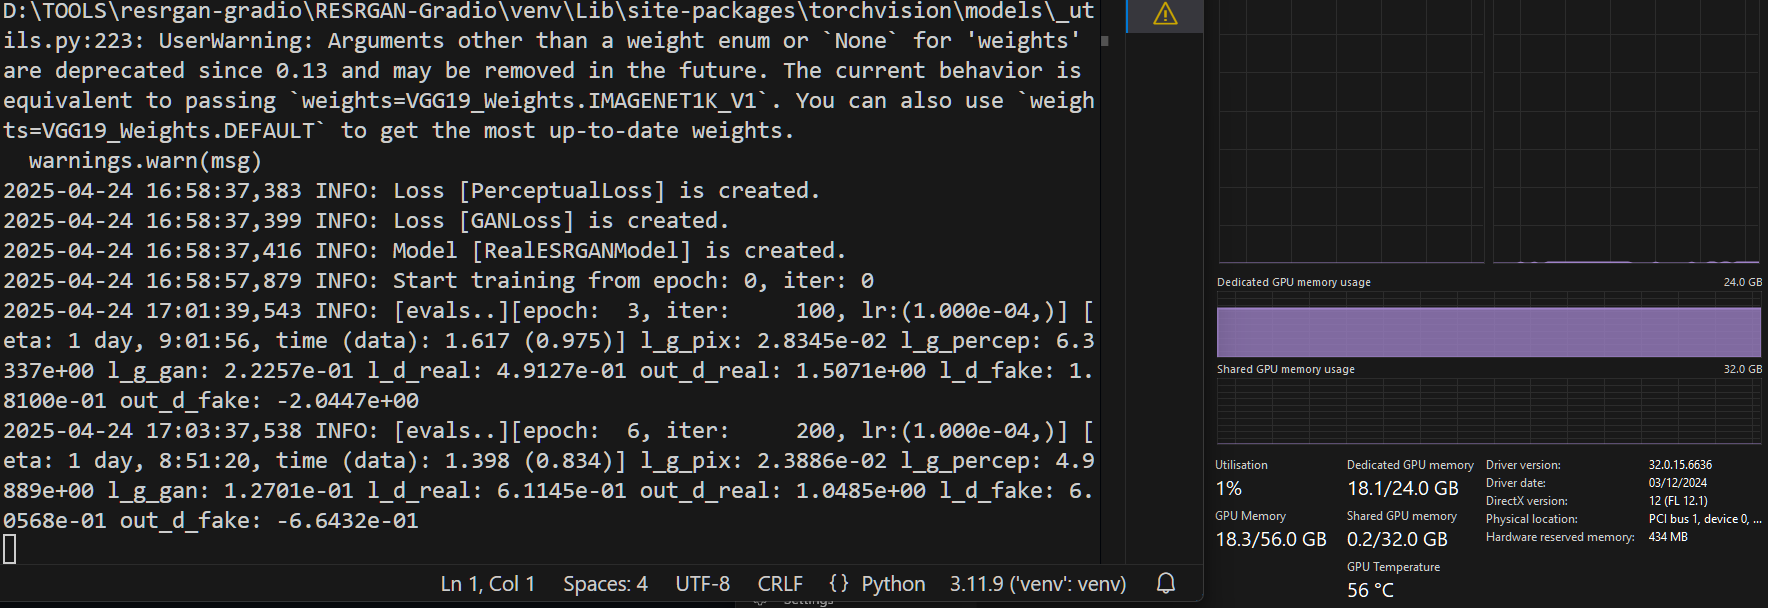 D:\TOOLS\resrgan-gradio\RESRGAN-Gradio\venv\Lib\site-packages\torchvision\models\_ut
ils.py:223: UserWarning: Arguments other than a weight enum or `None` for 'weights'
are deprecated since 0.13 and may be removed in the future. The current behavior is
equivalent to passing `weights=VGG19_Weights.IMAGENET1K_V1`. You can also use `weigh
ts=VGG19_Weights.DEFAULT` to get the most up-to-date weights.
  warnings.warn(msg)
2025-04-24 16:58:37,383 INFO: Loss [PerceptualLoss] is created.
2025-04-24 16:58:37,399 INFO: Loss [GANLoss] is created.
2025-04-24 16:58:37,416 INFO: Model [RealESRGANModel] is created.
2025-04-24 16:58:57,879 INFO: Start training from epoch: 0, iter: 0
2025-04-24 17:01:39,543 INFO: [evals..][epoch:  3, iter:     100, lr:(1.000e-04,)] [
eta: 1 day, 9:01:56, time (data): 1.617 (0.975)] l_g_pix: 2.8345e-02 l_g_percep: 6.3
337e+00 l_g_gan: 2.2257e-01 l_d_real: 4.9127e-01 out_d_real: 1.5071e+00 l_d_fake: 1.
8100e-01 out_d_fake: -2.0447e+00
2025-04-24 17:03:37,538 INFO: [evals..][epoch:  6, iter:     200, lr:(1.000e-04,)] [
eta: 1 day, 8:51:20, time (data): 1.398 (0.834)] l_g_pix: 2.3886e-02 l_g_percep: 4.9
889e+00 l_g_gan: 1.2701e-01 l_d_real: 6.1145e-01 out_d_real: 1.0485e+00 l_d_fake: 6.
0568e-01 out_d_fake: -6.6432e-01
Ln 1, Col 1 Spaces: 4 UTF-8 CRLF {} Python 3.11.9 ('venv': venv)
Dedicated GPU memory usage 24.0 GB
Shared GPU memory usage 32.0 GB
Utilisation
1%
GPU Memory
18.3/56.0 GB
Dedicated GPU memory
18.1/24.0 GB
Shared GPU memory
0.2/32.0 GB
GPU Temperature
56 °C
Driver version: 32.0.15.6636
Driver date: 03/12/2024
DirectX version: 12 (FL 12.1)
Physical location: PCI bus 1, device 0, ...
Hardware reserved memory: 434 MB